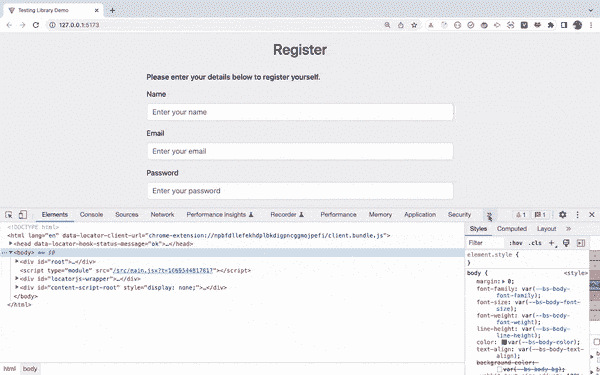 Testing Library Demo
127.0.0.1:5173
Register
Please enter your details below to register yourself.
Name
Enter your name
Email
Enter your email
Password
Enter your password
Elements Console Sources Network Performance insights Recorder Performance Memory Application Security 1 1
<!DOCTYPE html>
<html lang="en" data-locator-client-url="chrome-extension://npbfdllefekhdplbkdigpncggmojpefi/client.bundle.js">
<head data-locator-hook-status-message="ok">…</head>
<body> == $0
<div id="root">…</div>
<script type="module" src="/src/main.jsx?t="></script>
<div id="locatorjs-wrapper">…</div>
<div id="content-script-root" style="display: none;">…</div>
</body>
</html>
html body
Styles
Filter :hov .cls
element.style {
}
body { <style>
margin: 0;
font-family: var(--bs-body-
font-family);
font-size: var(--bs-body-font-
size);
font-weight: var(--bs-body-
font-weight);
line-height: var(--bs-body-
line-height);
color: var(--bs-body-color);
text-align: var(--bs-body-text-
align);
background-color:
var(--bs-body-bg);